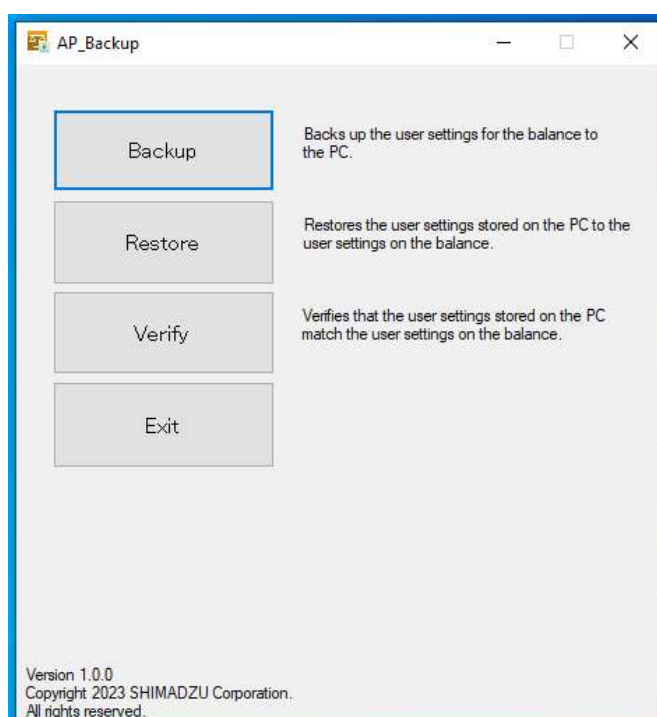 AP_Backup
Backup
Backs up the user settings for the balance to
the PC.
Restore
Restores the user settings stored on the PC to the
user settings on the balance.
Verify
Verifies that the user settings stored on the PC
match the user settings on the balance.
Exit
Version 1.0.0
Copyright 2023 SHIMADZU Corporation.
All rights reserved.